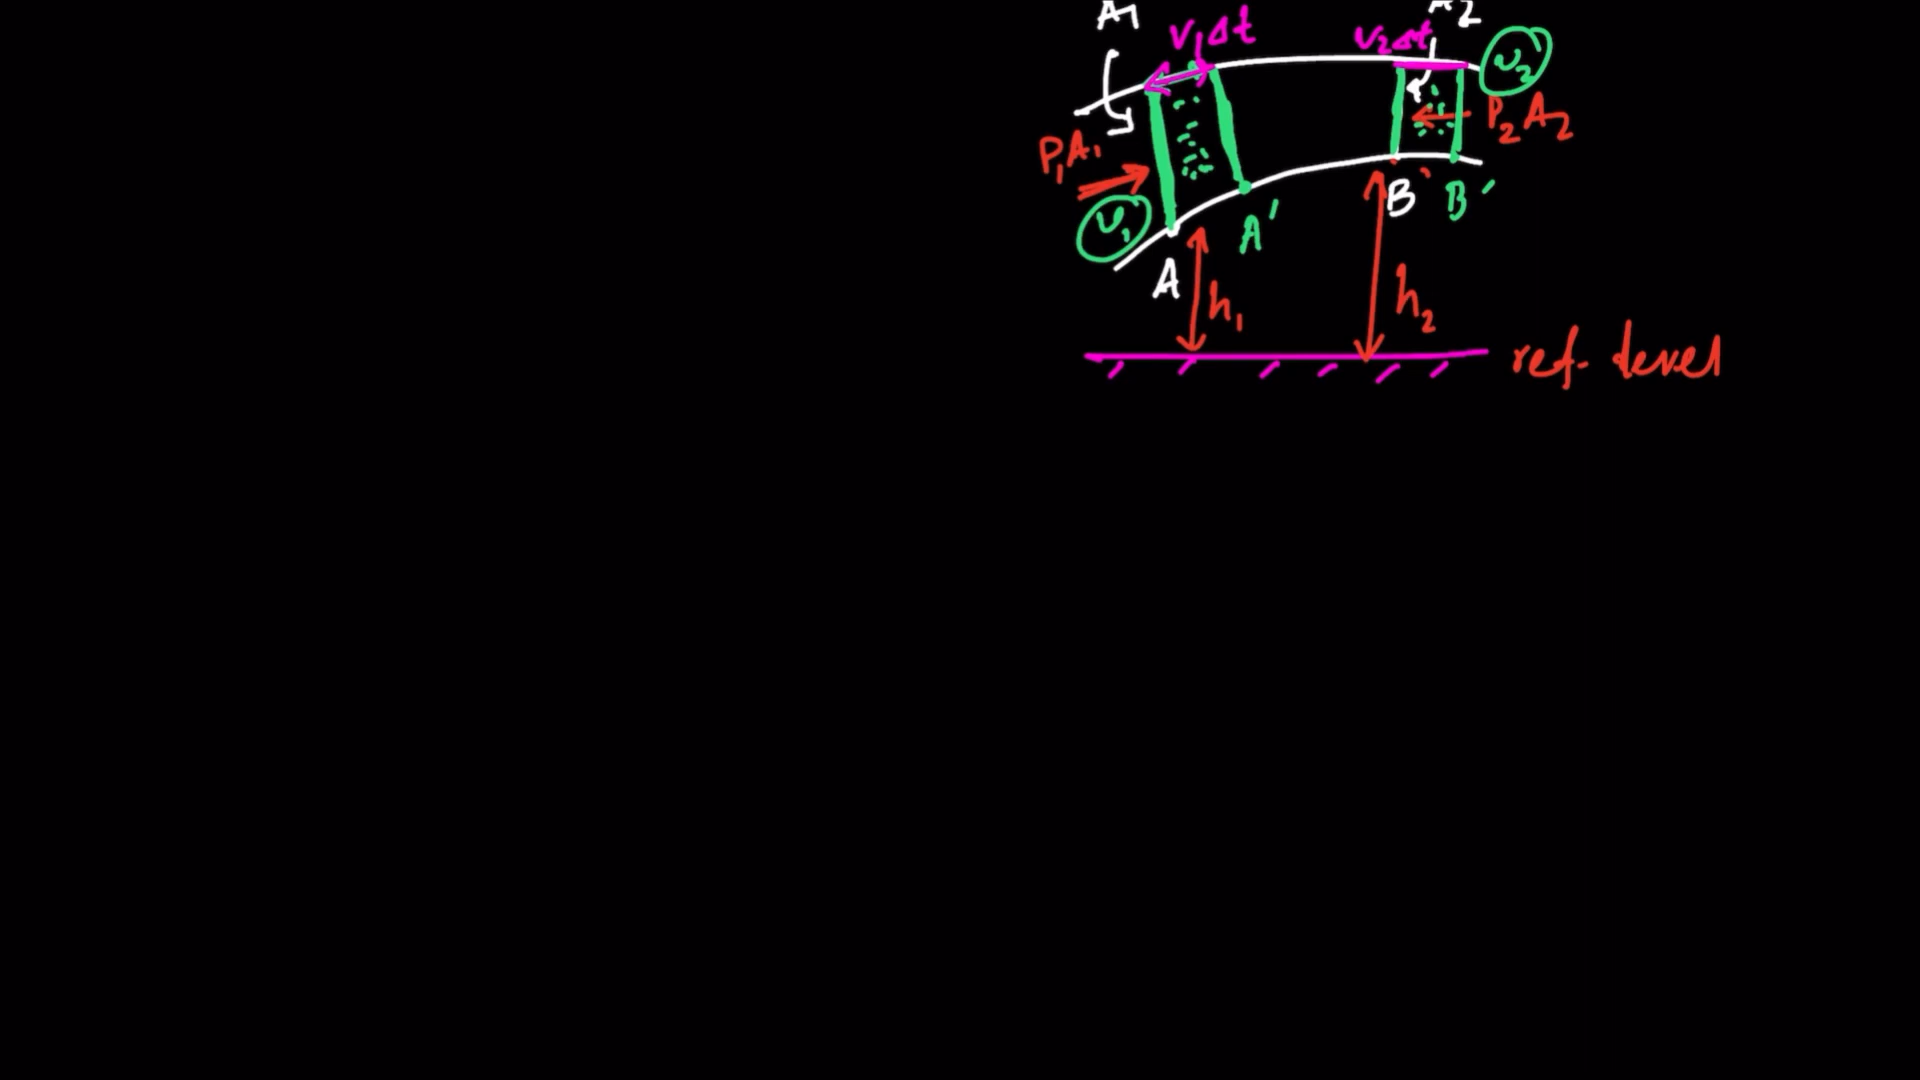 A1 A2
V1Δt V2Δt v2
P1A1 P2A2
v1 A' B B'
A h1 h2
ref. level